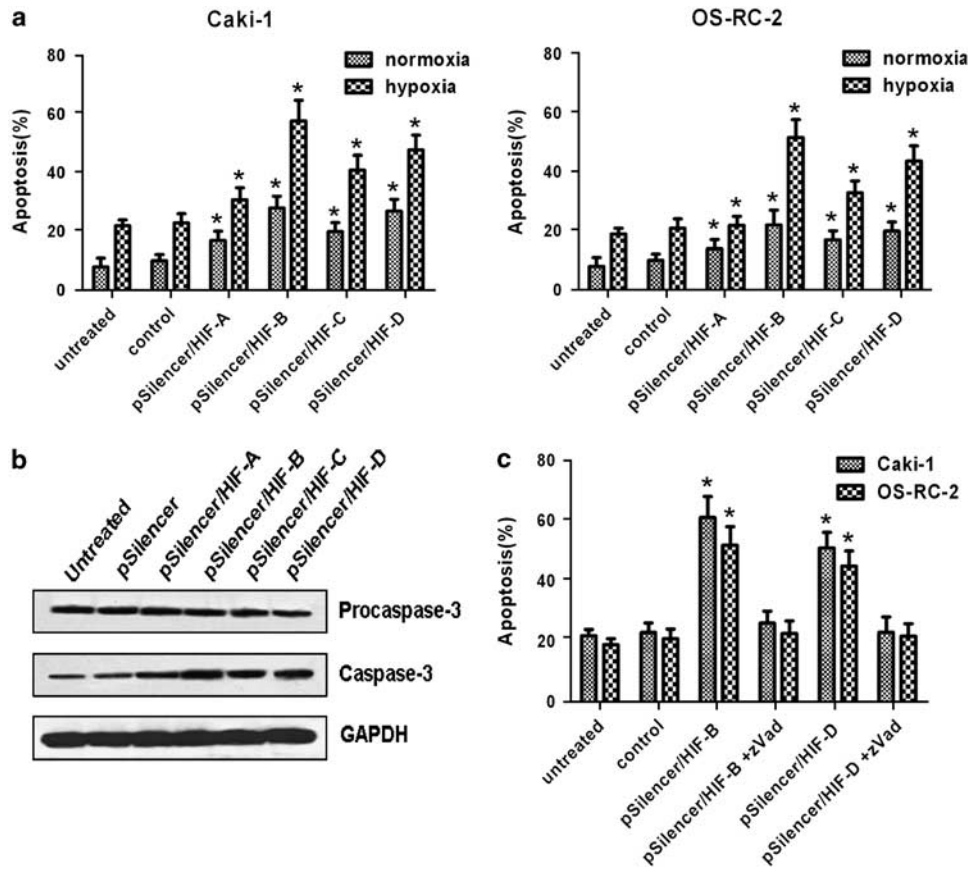 a
Caki-1
Apoptosis(%)
80
60
40
20
0
normoxia
hypoxia
*
*
*
*
*
*
*
*
untreated
control
pSilencer/HIF-A
pSilencer/HIF-B
pSilencer/HIF-C
pSilencer/HIF-D
OS-RC-2
Apoptosis(%)
80
60
40
20
0
normoxia
hypoxia
*
*
*
*
*
*
*
*
untreated
control
pSilencer/HIF-A
pSilencer/HIF-B
pSilencer/HIF-C
pSilencer/HIF-D
b
Untreated
pSilencer
pSilencer/HIF-A
pSilencer/HIF-B
pSilencer/HIF-C
pSilencer/HIF-D
Procaspase-3
Caspase-3
GAPDH
c
Apoptosis(%)
80
60
40
20
0
Caki-1
OS-RC-2
*
*
*
*
untreated
control
pSilencer/HIF-B
pSilencer/HIF-B +zVad
pSilencer/HIF-D
pSilencer/HIF-D +zVad